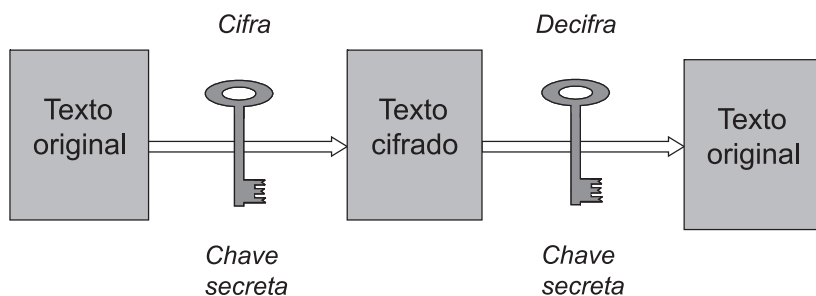 Cifra
Decifra
Texto
original
Texto
cifrado
Texto
original
Chave
secreta
Chave
secreta